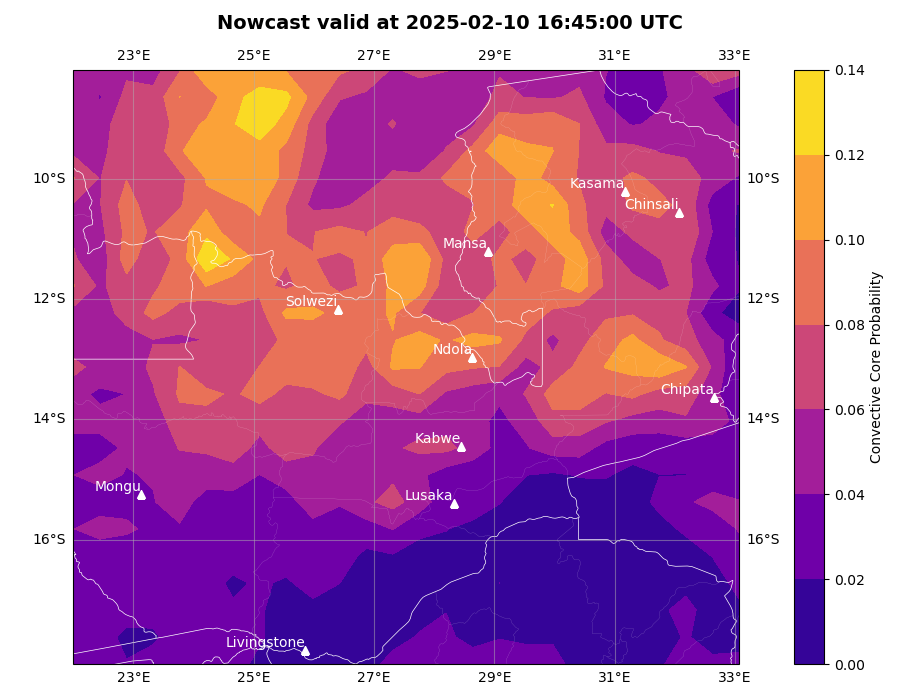 Nowcast valid at 2025-02-10 16:45:00 UTC
23°E 25°E 27°E 29°E 31°E 33°E
0.14
0.12
10°S 10°S
Kasama
Chinsali
0.10
Mansa
12°S 12°S
Solwezi
0.08
Ndola
Chipata
0.06
14°S 14°S
Kabwe
Mongu
0.04
Lusaka
16°S 16°S
0.02
Livingstone
0.00
23°E 25°E 27°E 29°E 31°E 33°E
Convective Core Probability